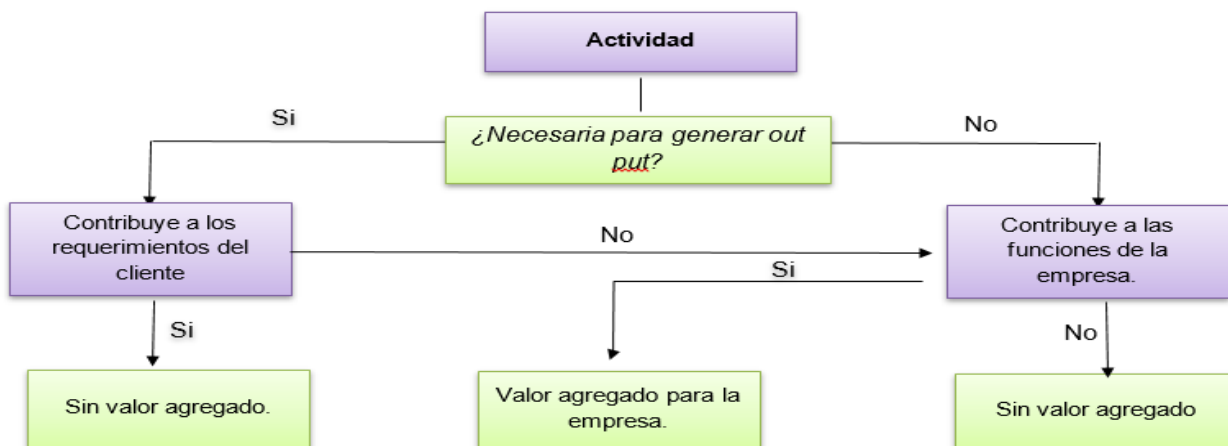 Actividad
Si
¿Necesaria para generar out
put?
No
Contribuye a los
requerimientos del
cliente
No
Contribuye a las
funciones de la
empresa.
Si
Si
No
Sin valor agregado.
Valor agregado para la
empresa.
Sin valor agregado